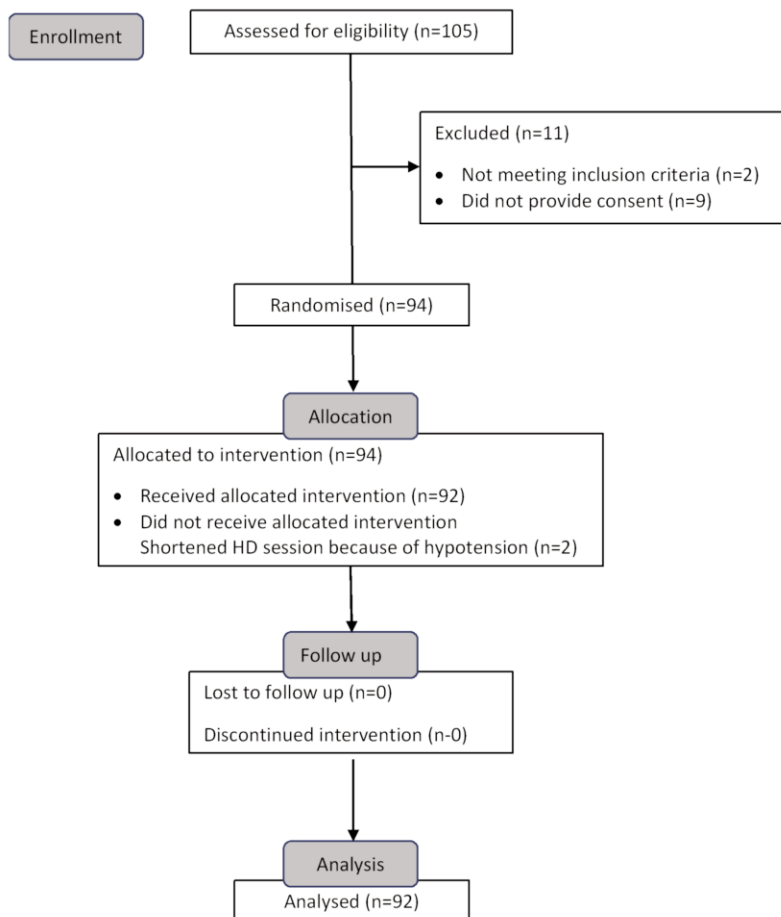 Enrollment
Assessed for eligibility (n=105)
Excluded (n=11)
• Not meeting inclusion criteria (n=2)
• Did not provide consent (n=9)
Randomised (n=94)
Allocation
Allocated to intervention (n=94)
• Received allocated intervention (n=92)
• Did not receive allocated intervention
Shortened HD session because of hypotension (n=2)
Follow up
Lost to follow up (n=0)
Discontinued intervention (n-0)
Analysis
Analysed (n=92)